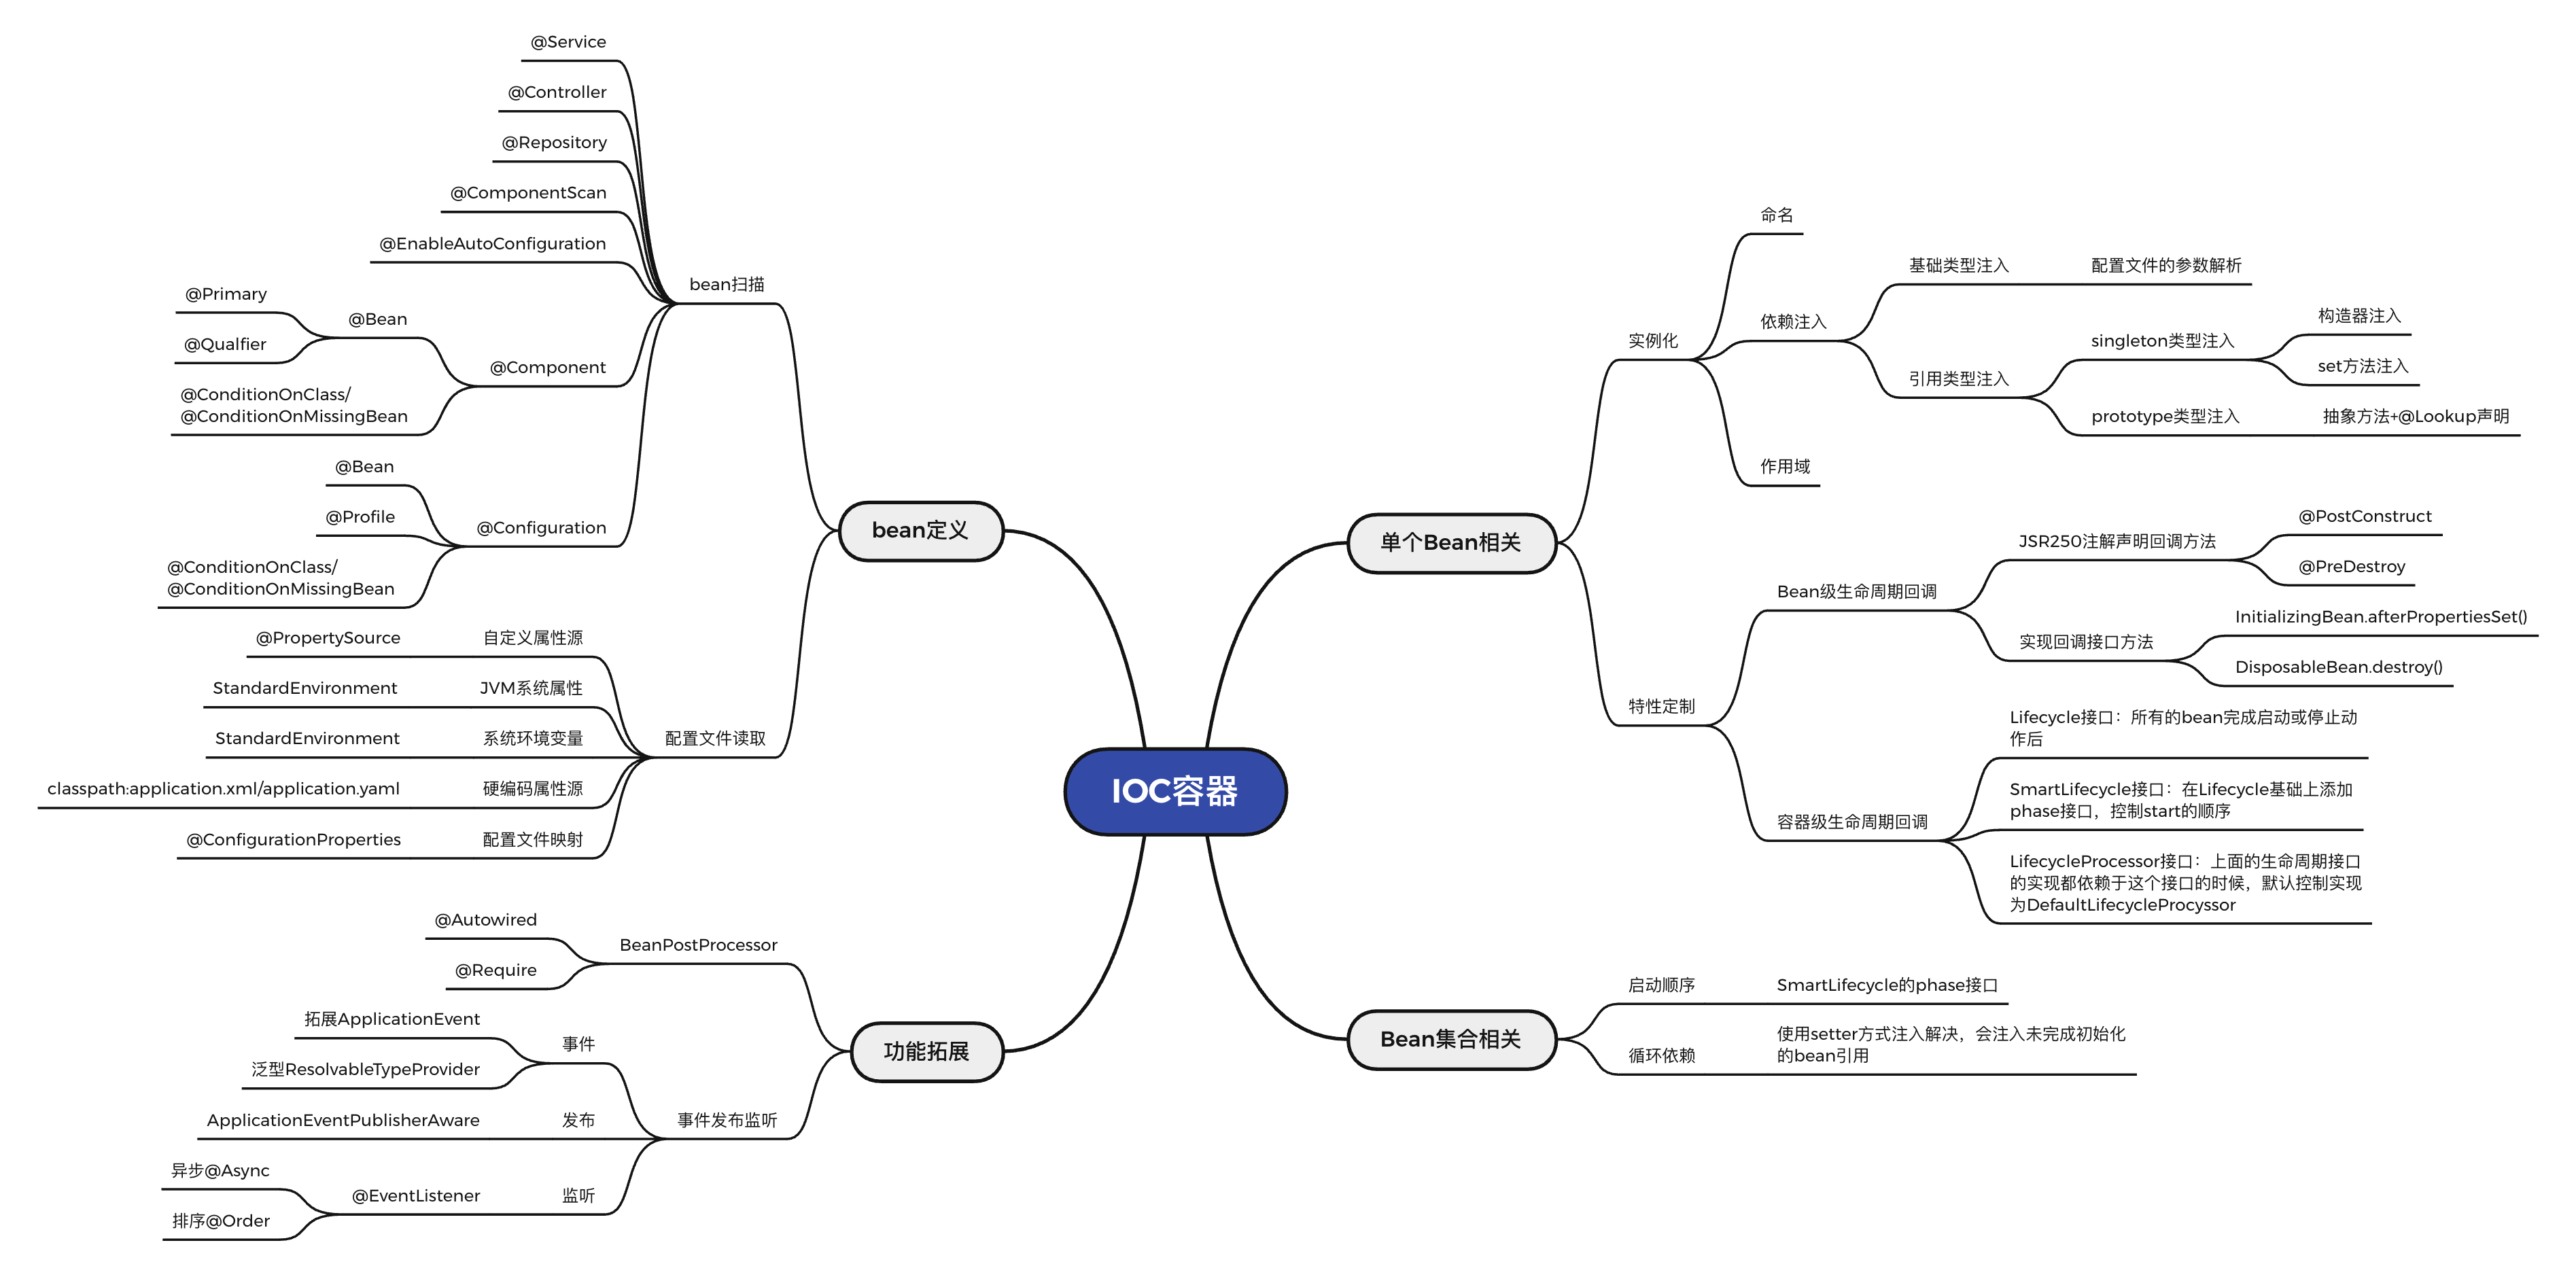 @Service
@Controller
@Repository
@ComponentScan
@EnableAutoConfiguration
bean扫描
@Primary
@Bean
@Qualfier
@Component
@ConditionOnClass/
@ConditionOnMissingBean
@Bean
@Profile
@Configuration
@ConditionOnClass/
@ConditionOnMissingBean
bean定义
@PropertySource
自定义属性源
StandardEnvironment
JVM系统属性
StandardEnvironment
系统环境变量
配置文件读取
classpath:application.xml/application.yaml
硬编码属性源
@ConfigurationProperties
配置文件映射
IOC容器
@Autowired
BeanPostProcessor
@Require
拓展ApplicationEvent
事件
泛型ResolvableTypeProvider
功能拓展
ApplicationEventPublisherAware
发布
事件发布监听
异步@Async
@EventListener
监听
排序@Order
命名
基础类型注入
配置文件的参数解析
依赖注入
实例化
构造器注入
singleton类型注入
set方法注入
引用类型注入
prototype类型注入
抽象方法+@Lookup声明
作用域
单个Bean相关
@PostConstruct
JSR250注解声明回调方法
@PreDestroy
Bean级生命周期回调
InitializingBean.afterPropertiesSet()
实现回调接口方法
DisposableBean.destroy()
特性定制
Lifecycle接口：所有的bean完成启动或停止动
作后
SmartLifecycle接口：在Lifecycle基础上添加
phase接口，控制start的顺序
容器级生命周期回调
LifecycleProcessor接口：上面的生命周期接口
的实现都依赖于这个接口的时候，默认控制实现
为DefaultLifecycleProcyssor
启动顺序
SmartLifecycle的phase接口
Bean集合相关
循环依赖
使用setter方式注入解决，会注入未完成初始化
的bean引用